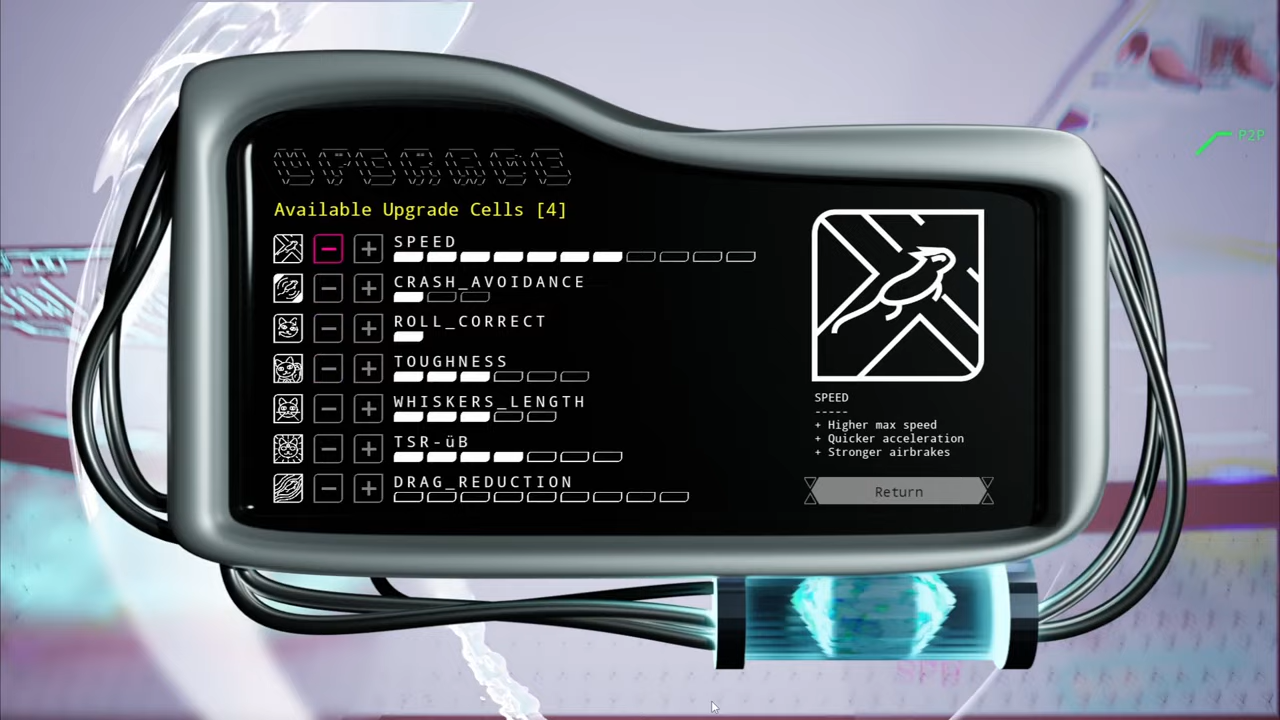 UPGRADE
Available Upgrade Cells [4]
SPEED
CRASH_AVOIDANCE
ROLL_CORRECT
TOUGHNESS
WHISKERS_LENGTH
TSR-üB
DRAG_REDUCTION
SPEED
-----
+ Higher max speed
+ Quicker acceleration
+ Stronger airbrakes
Return
P2P